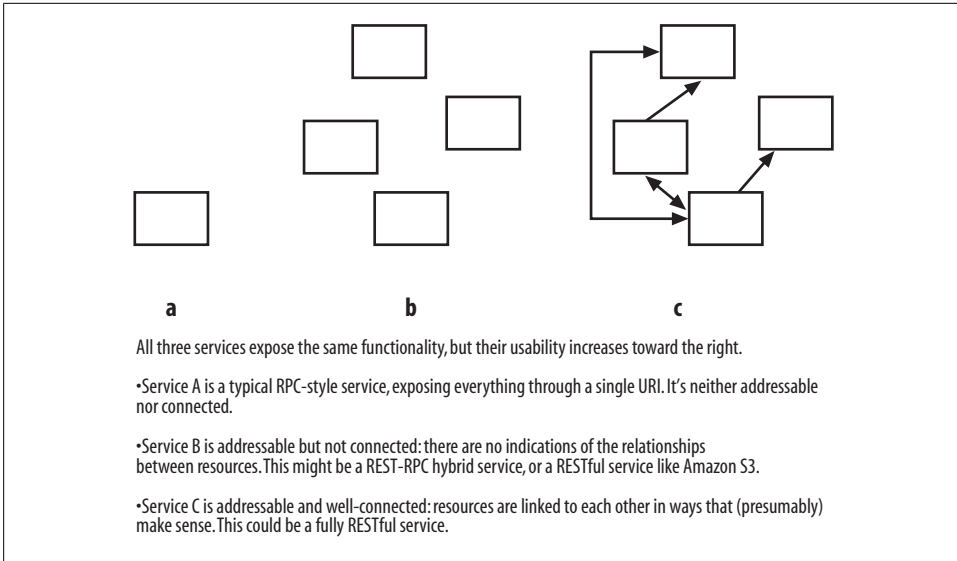 a
b
c
All three services expose the same functionality, but their usability increases toward the right.
•Service A is a typical RPC-style service, exposing everything through a single URI. It's neither addressable
nor connected.
•Service B is addressable but not connected: there are no indications of the relationships
between resources. This might be a REST-RPC hybrid service, or a RESTful service like Amazon S3.
•Service C is addressable and well-connected: resources are linked to each other in ways that (presumably)
make sense. This could be a fully RESTful service.